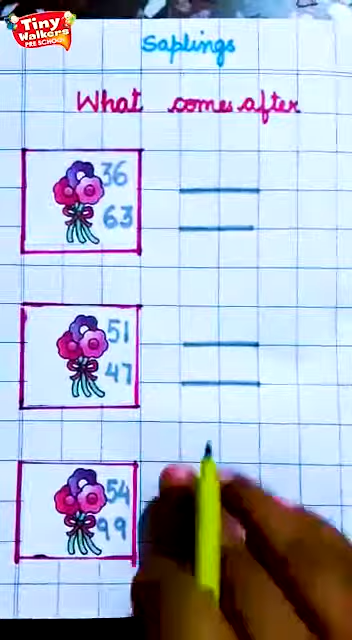 Tiny
Walkers
PRE SCHOOL
Saplings
What comes after
36
63
51
47
54
99